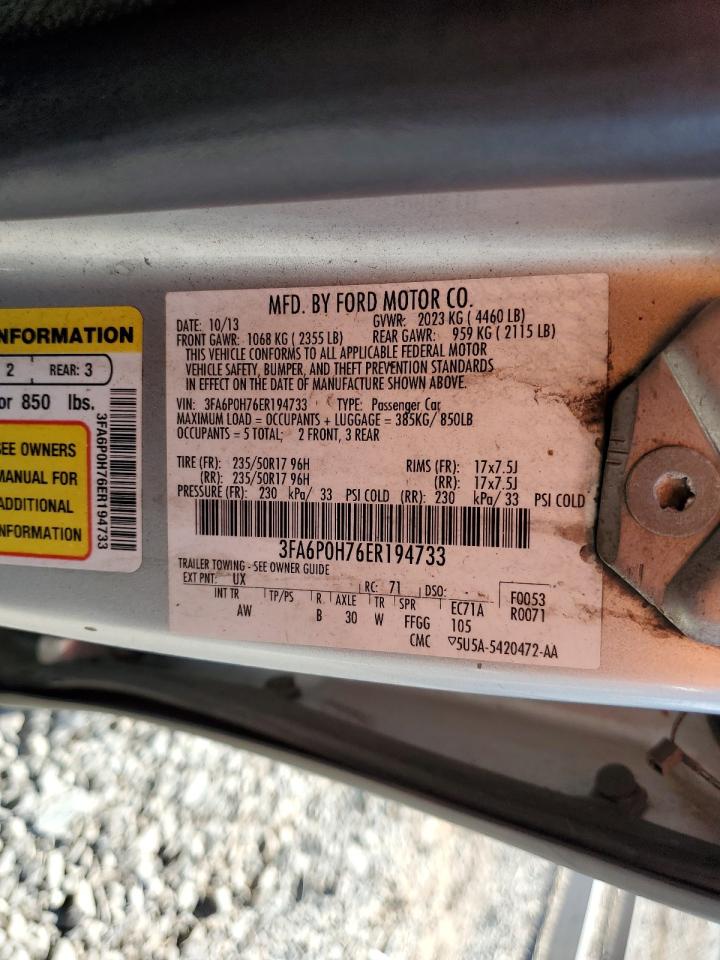 NFORMATION
2 REAR: 3
or 850 lbs.
SEE OWNERS
MANUAL FOR
ADDITIONAL
INFORMATION
3FA6P0H76ER194733
MFD. BY FORD MOTOR CO.
DATE: 10/13 GVWR: 2023 KG ( 4460 LB)
FRONT GAWR: 1068 KG ( 2355 LB) REAR GAWR: 959 KG ( 2115 LB)
THIS VEHICLE CONFORMS TO ALL APPLICABLE FEDERAL MOTOR
VEHICLE SAFETY, BUMPER, AND THEFT PREVENTION STANDARDS
IN EFFECT ON THE DATE OF MANUFACTURE SHOWN ABOVE.
VIN: 3FA6P0H76ER194733 TYPE: Passenger Car
MAXIMUM LOAD = OCCUPANTS + LUGGAGE = 385KG/ 850LB
OCCUPANTS = 5 TOTAL; 2 FRONT, 3 REAR
TIRE (FR): 235/50R17 96H RIMS (FR): 17x7.5J
(RR): 235/50R17 96H (RR): 17x7.5J
PRESSURE (FR): 230 kPa/ 33 PSI COLD (RR): 230 kPa/ 33 PSI COLD
3FA6P0H76ER194733
TRAILER TOWING - SEE OWNER GUIDE
EXT PNT: UX RC: 71 DSO: F0053
INT TR TP/PS R. AXLE TR SPR EC71A R0071
AW B 30 W FFGG 105
CMC ▽5U5A-5420472-AA